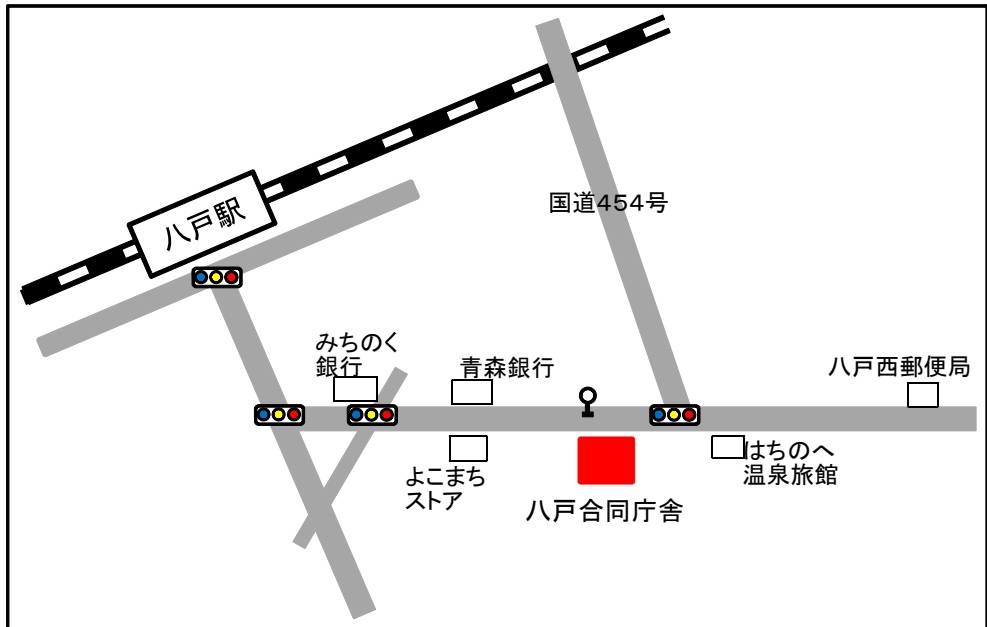 八戸駅
国道454号
みちのく
銀行
青森銀行
八戸西郵便局
よこまち
ストア
はちのへ
温泉旅館
八戸合同庁舎